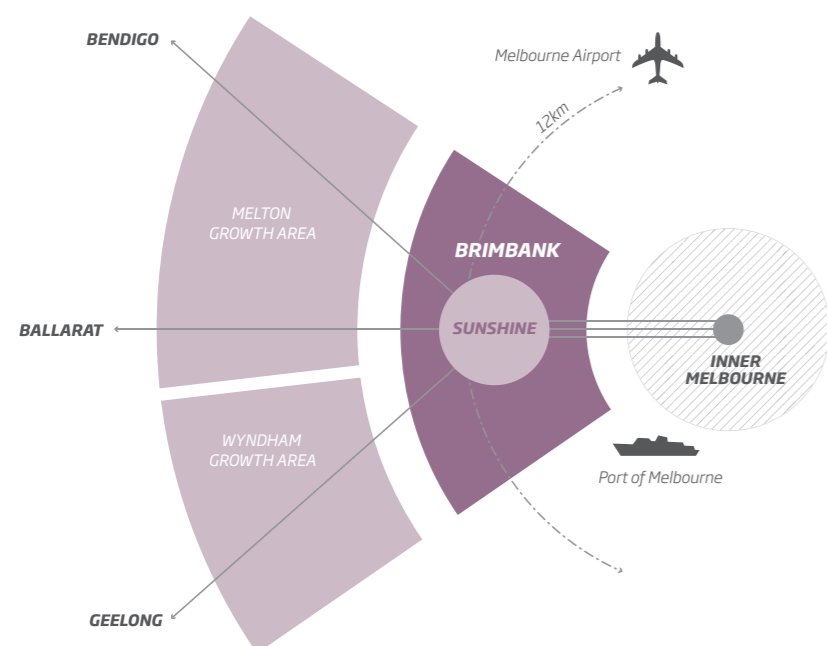 BENDIGO
Melbourne Airport
12km
MELTON
GROWTH AREA
BRIMBANK
BALLARAT
SUNSHINE
INNER
MELBOURNE
WYNDHAM
GROWTH AREA
Port of Melbourne
GEELONG